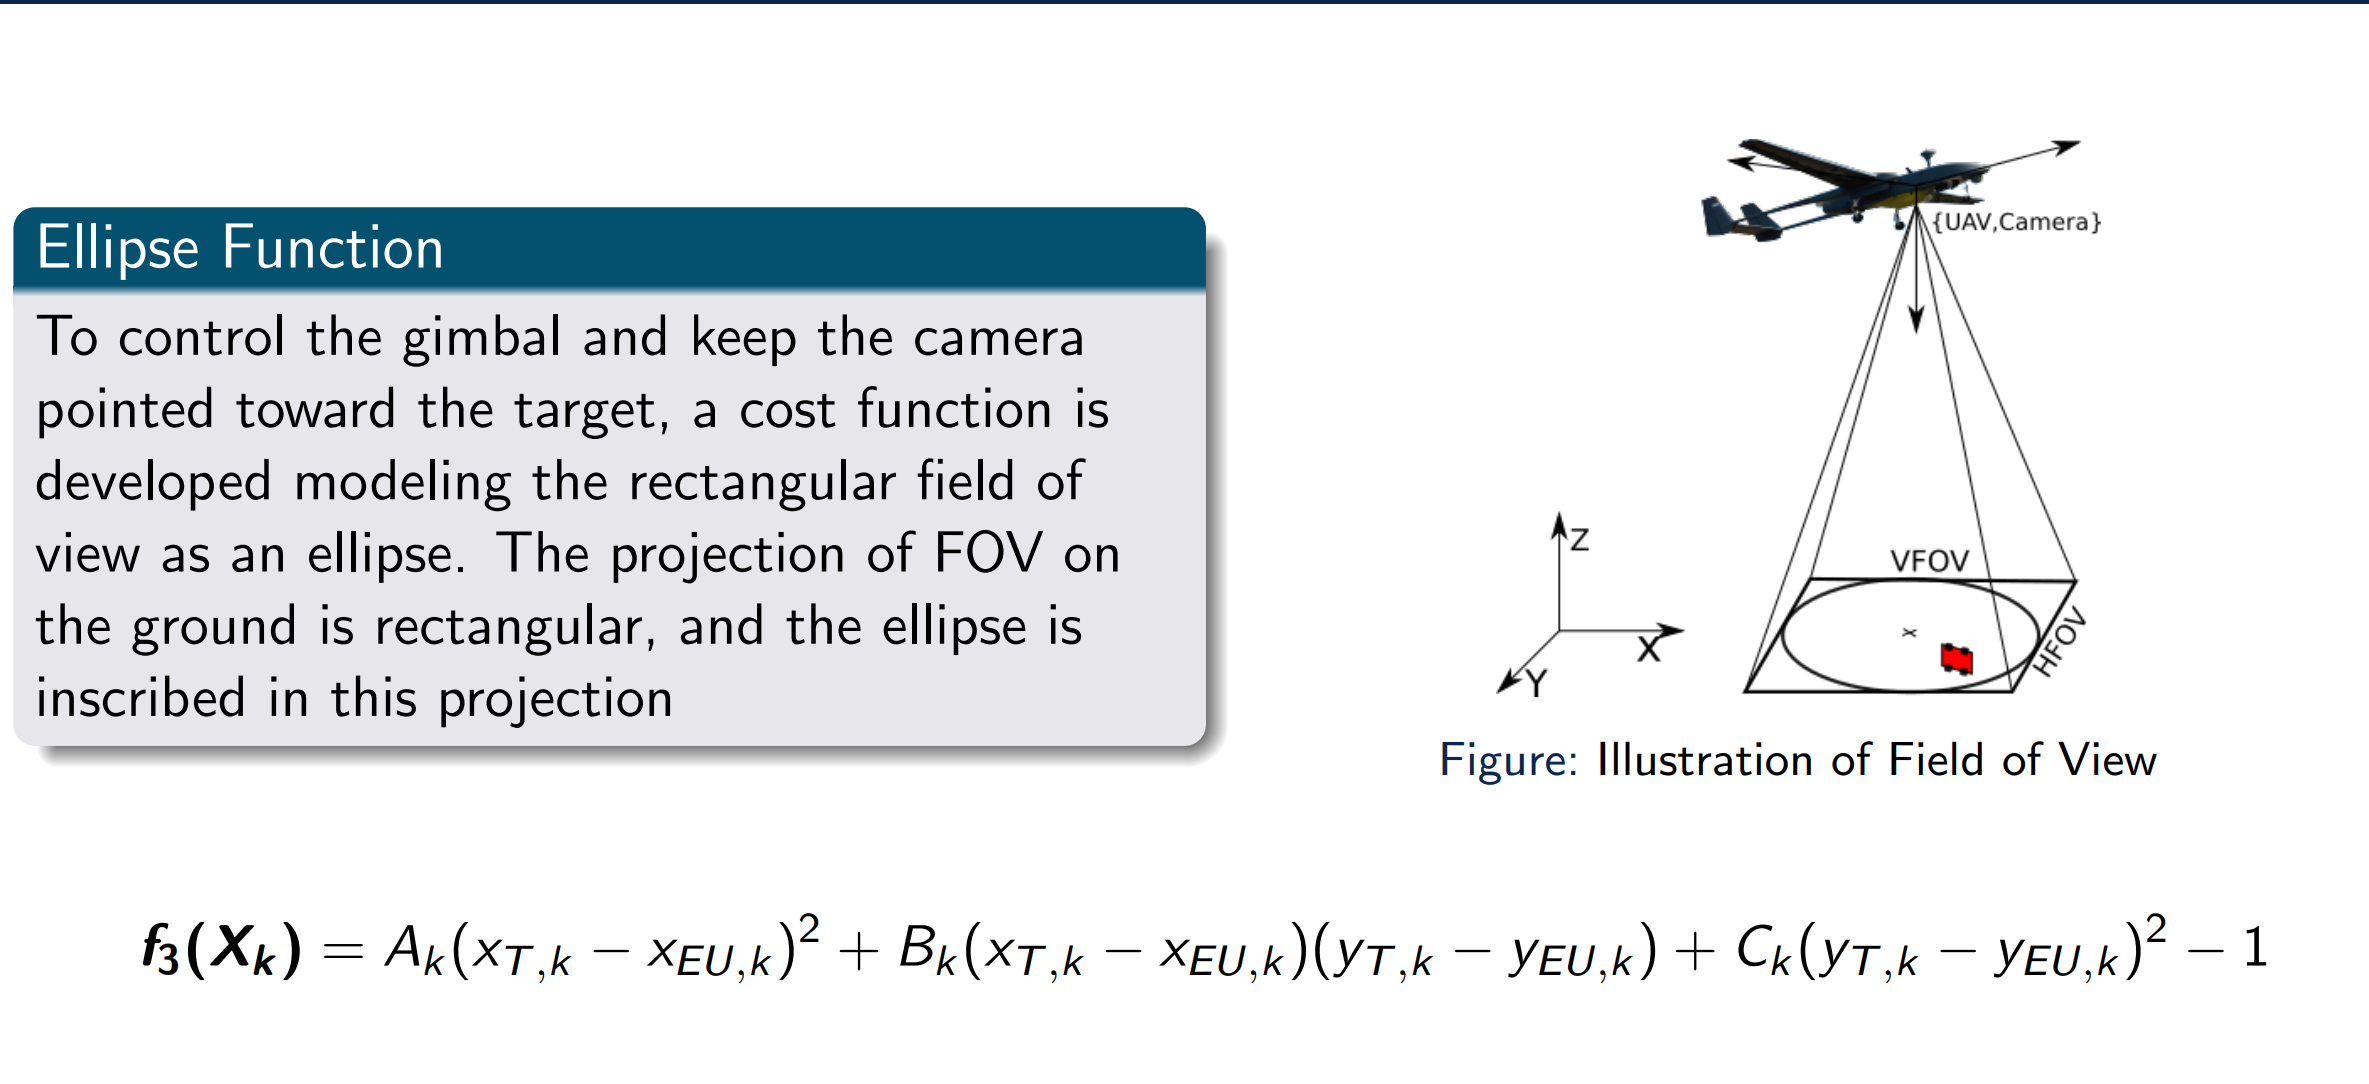 Ellipse Function
To control the gimbal and keep the camera
pointed toward the target, a cost function is
developed modeling the rectangular field of
view as an ellipse. The projection of FOV on
the ground is rectangular, and the ellipse is
inscribed in this projection
{UAV,Camera}
Z
X
Y
VFOV
HFOV
Figure: Illustration of Field of View
f₃(X_k) = A_k(x_{T,k} − x_{EU,k})² + B_k(x_{T,k} − x_{EU,k})(y_{T,k} − y_{EU,k}) + C_k(y_{T,k} − y_{EU,k})² − 1